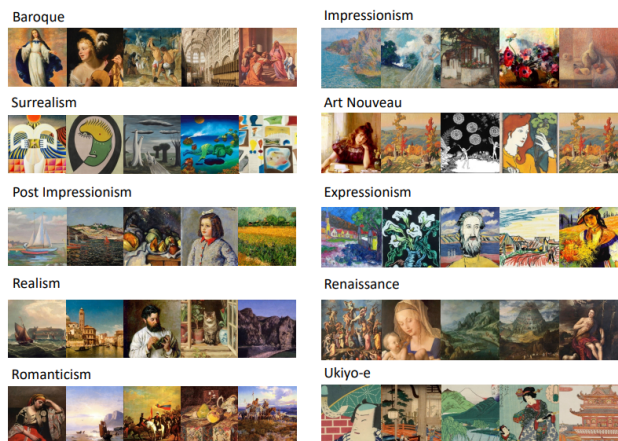 Baroque
Impressionism
Surrealism
Art Nouveau
Post Impressionism
Expressionism
Realism
Renaissance
Romanticism
Ukiyo-e